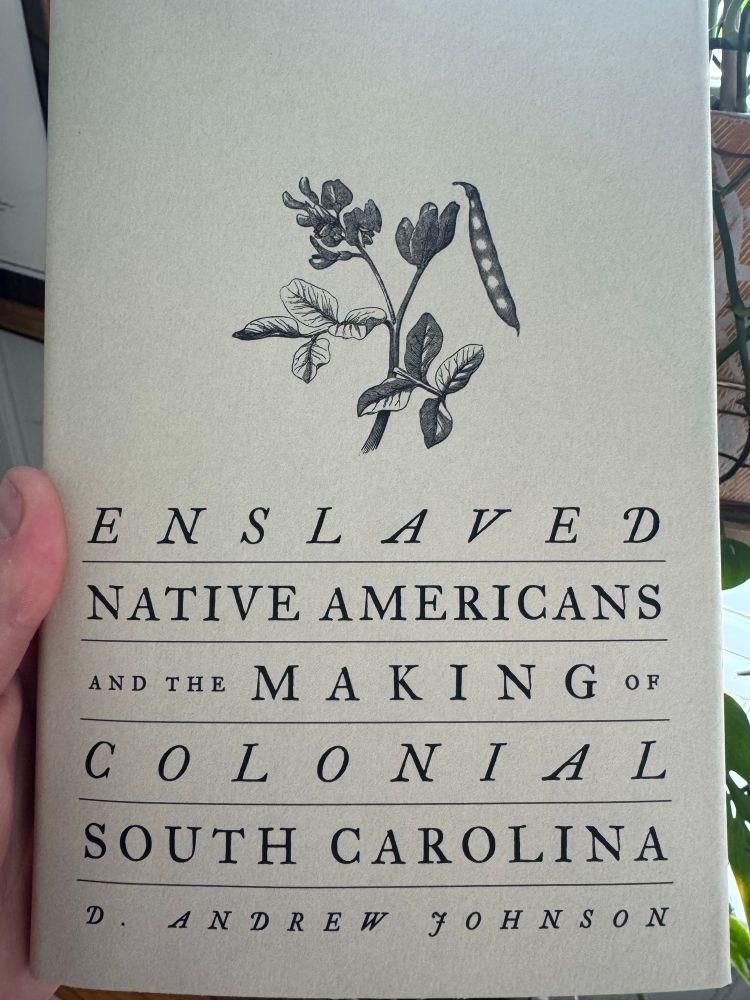 ENSLAVED
NATIVE AMERICANS
AND THE MAKING OF
COLONIAL
SOUTH CAROLINA
D. ANDREW JOHNSON